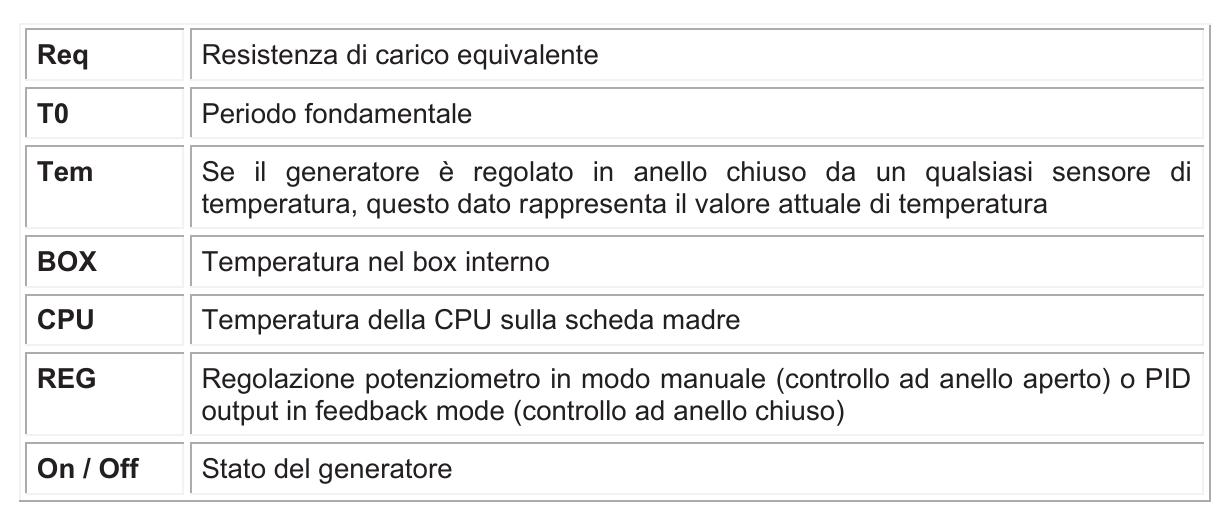 Req Resistenza di carico equivalente
T0 Periodo fondamentale
Tem Se il generatore è regolato in anello chiuso da un qualsiasi sensore di
temperatura, questo dato rappresenta il valore attuale di temperatura
BOX Temperatura nel box interno
CPU Temperatura della CPU sulla scheda madre
REG Regolazione potenziometro in modo manuale (controllo ad anello aperto) o PID
output in feedback mode (controllo ad anello chiuso)
On / Off Stato del generatore